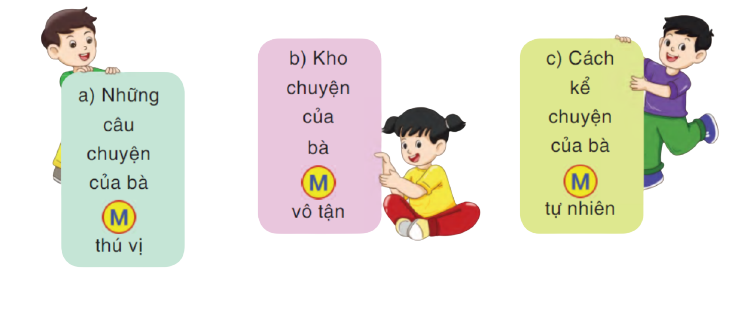 a) Những
câu
chuyện
của bà
M
thú vị
b) Kho
chuyện
của
bà
M
vô tận
c) Cách
kể
chuyện
của bà
M
tự nhiên